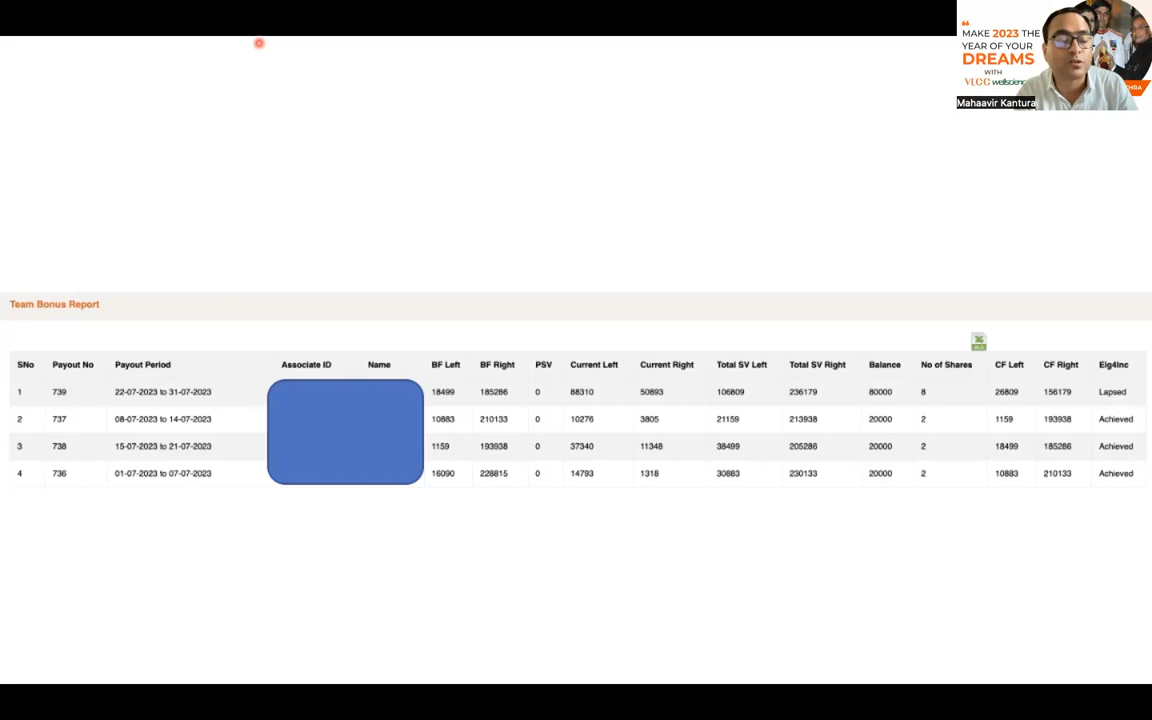 MAKE 2023 THE
YEAR OF YOUR
DREAMS
WITH
VLCC wellscience
Mahaavir Kantura
Team Bonus Report
SNo Payout No Payout Period Associate ID Name BF Left BF Right PSV Current Left Current Right Total SV Left Total SV Right Balance No of Shares CF Left CF Right Elg4Inc
1 739 22-07-2023 to 31-07-2023 18499 185286 0 88310 50893 106809 236179 80000 8 26809 156179 Lapsed
2 737 08-07-2023 to 14-07-2023 10883 210133 0 10276 3805 21159 213938 20000 2 1159 193938 Achieved
3 738 15-07-2023 to 21-07-2023 1159 193938 0 37340 11348 38499 205286 20000 2 18499 185286 Achieved
4 736 01-07-2023 to 07-07-2023 16090 228815 0 14793 1318 30883 230133 20000 2 10883 210133 Achieved